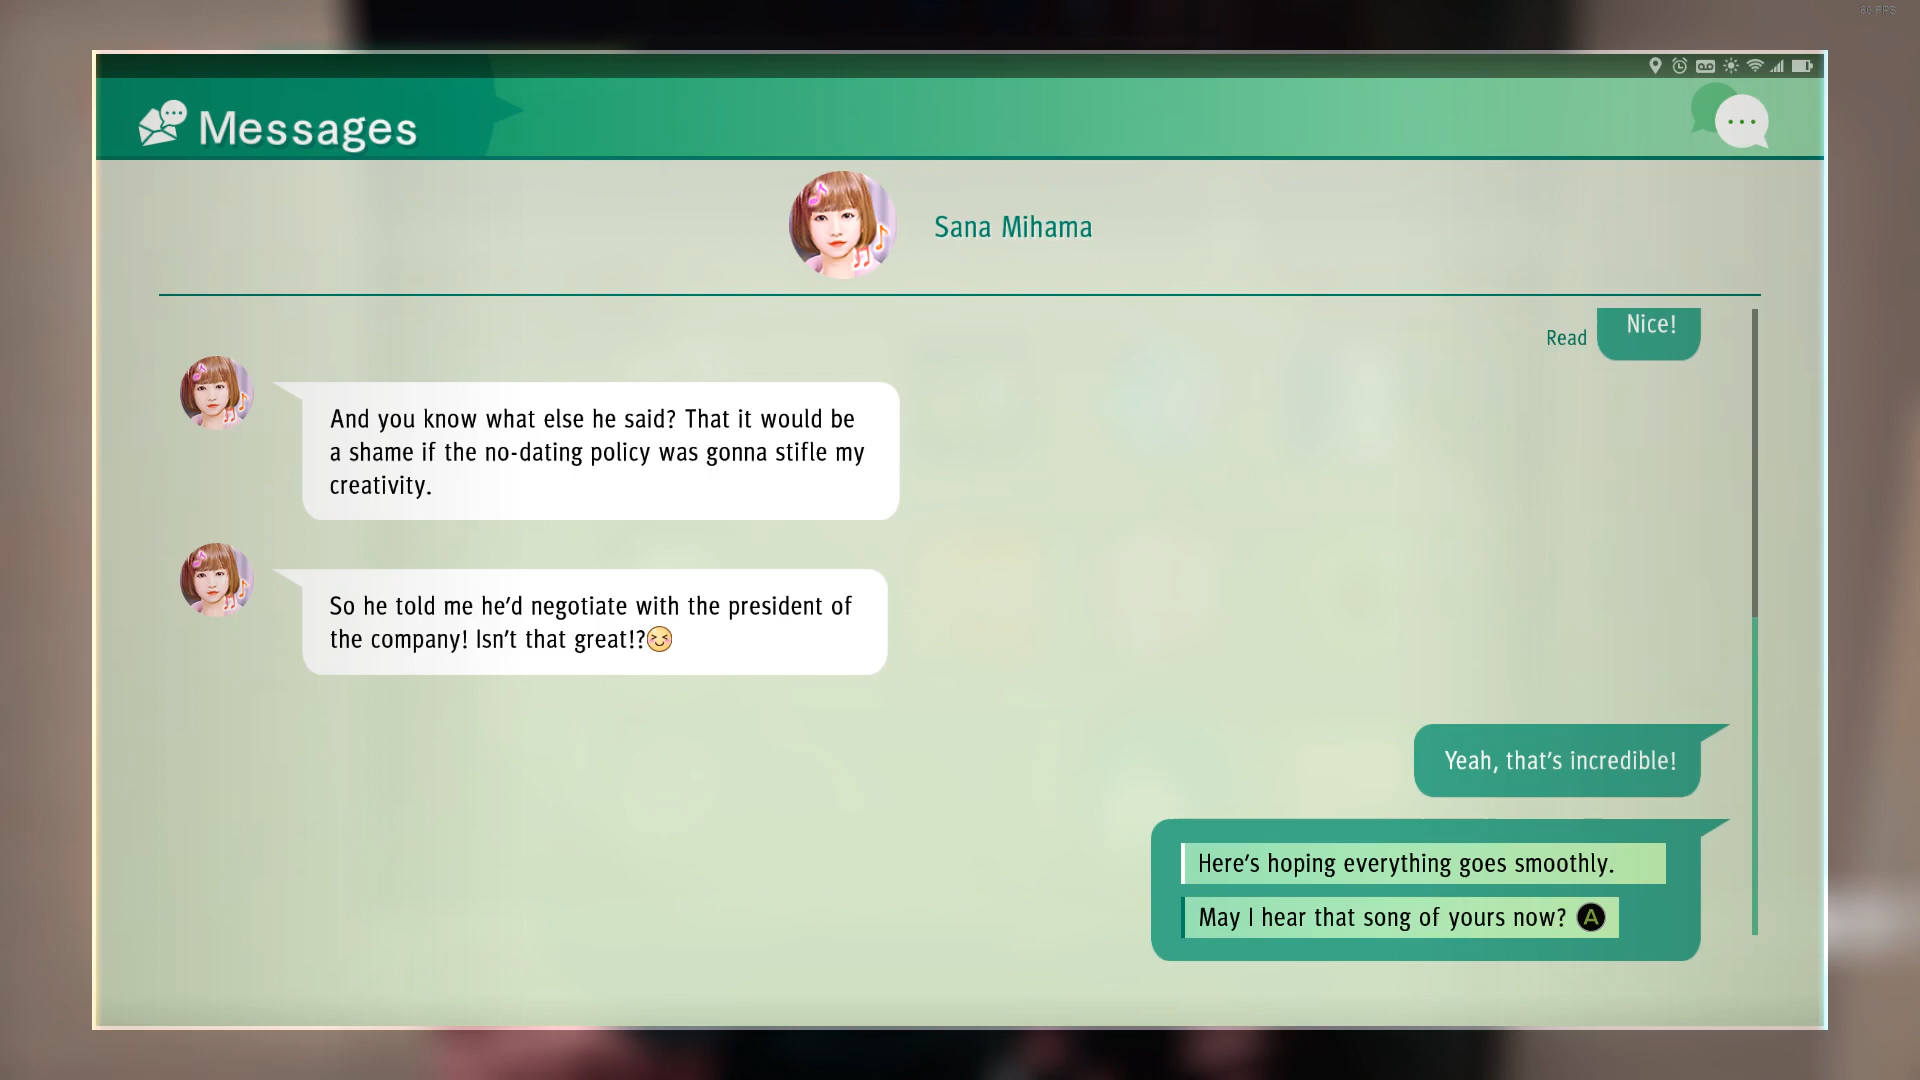 60 FPS
Messages
Sana Mihama
Nice!
Read
And you know what else he said? That it would be
a shame if the no-dating policy was gonna stifle my
creativity.
So he told me he'd negotiate with the president of
the company! Isn't that great!?😆
Yeah, that's incredible!
Here's hoping everything goes smoothly.
May I hear that song of yours now? A